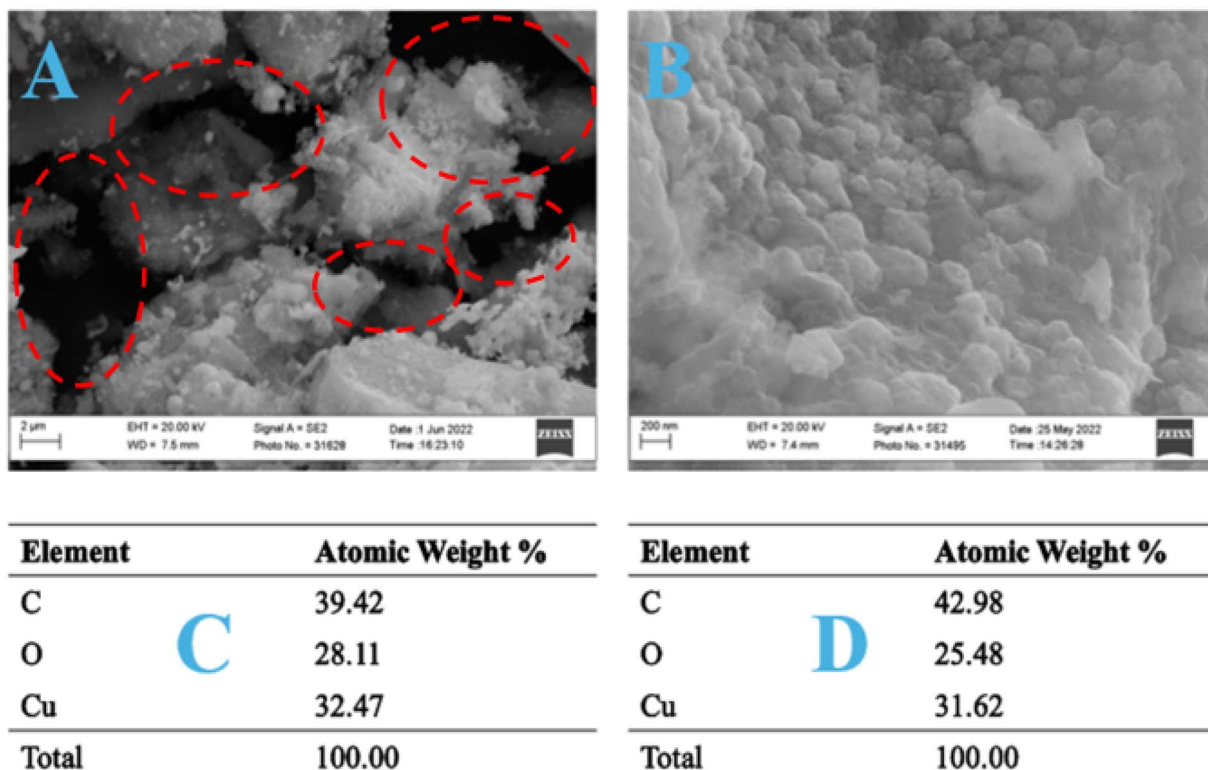 A
B
2 µm
EHT = 20.00 kV Signal A = SE2 Date :1 Jun 2022
WD = 7.5 mm Photo No. = 31628 Time :16:23:10
ZEISS
200 nm
EHT = 20.00 kV Signal A = SE2 Date :25 May 2022
WD = 7.4 mm Photo No. = 31495 Time :14:26:28
ZEISS
Element Atomic Weight %
C 39.42
O 28.11
Cu 32.47
Total 100.00
C
Element Atomic Weight %
C 42.98
O 25.48
Cu 31.62
Total 100.00
D